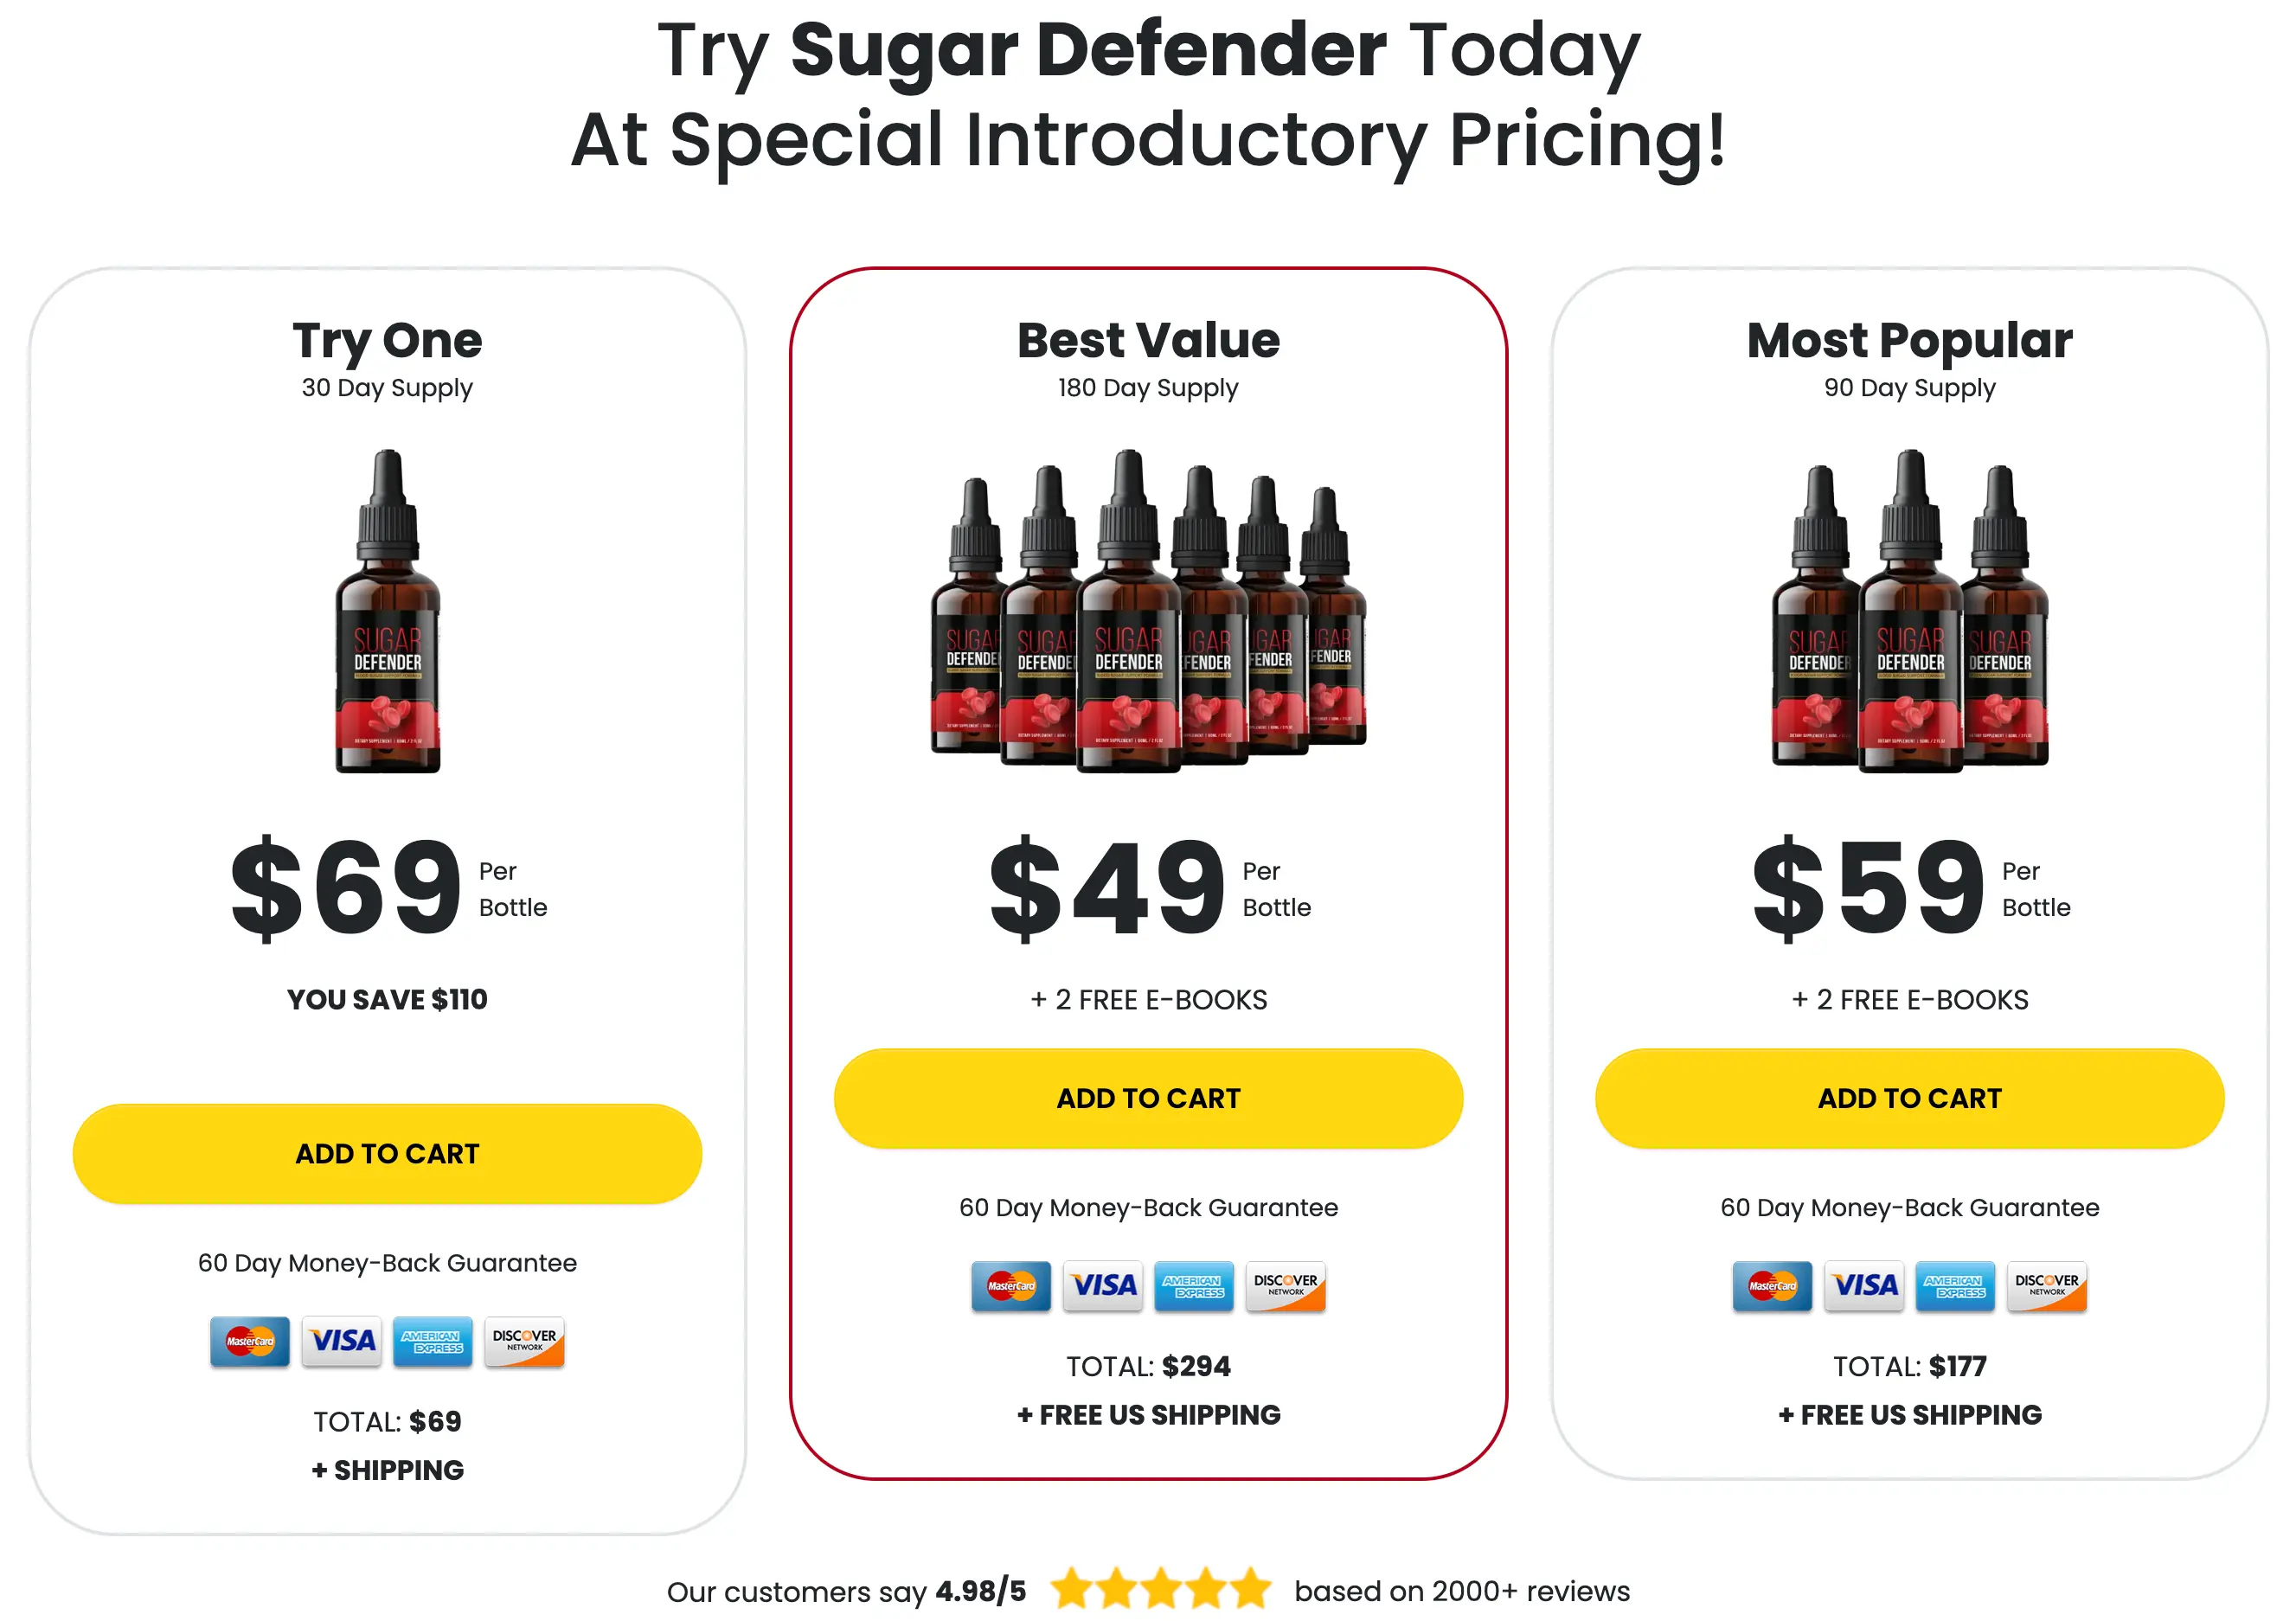 Try Sugar Defender Today
At Special Introductory Pricing!
Try One
30 Day Supply
SUGAR
DEFENDER
$69 Per Bottle
YOU SAVE $110
ADD TO CART
60 Day Money-Back Guarantee
MasterCard VISA AMERICAN EXPRESS DISCOVER NETWORK
TOTAL: $69
+ SHIPPING
Best Value
180 Day Supply
SUGAR
DEFENDER
$49 Per Bottle
+ 2 FREE E-BOOKS
ADD TO CART
60 Day Money-Back Guarantee
MasterCard VISA AMERICAN EXPRESS DISCOVER NETWORK
TOTAL: $294
+ FREE US SHIPPING
Most Popular
90 Day Supply
SUGAR
DEFENDER
$59 Per Bottle
+ 2 FREE E-BOOKS
ADD TO CART
60 Day Money-Back Guarantee
MasterCard VISA AMERICAN EXPRESS DISCOVER NETWORK
TOTAL: $177
+ FREE US SHIPPING
Our customers say 4.98/5 based on 2000+ reviews